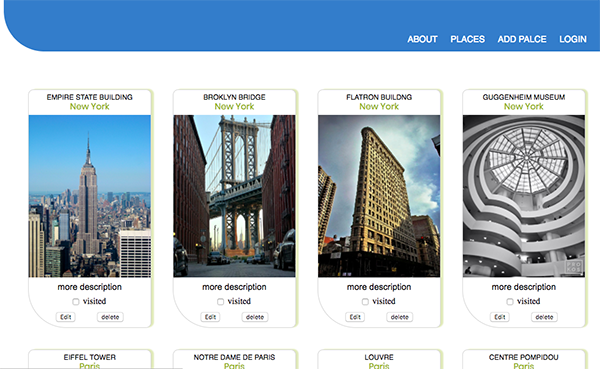 ABOUT PLACES ADD PALCE LOGIN
EMPIRE STATE BUILDING
New York
more description
visited
Edit delete
BROKLYN BRIDGE
New York
more description
visited
Edit delete
FLATRON BUILDNG
New York
more description
visited
Edit delete
GUGGENHEIM MUSEUM
New York
more description
visited
Edit delete
EIFFEL TOWER
Paris
NOTRE DAME DE PARIS
Paris
LOUVRE
Paris
CENTRE POMPIDOU
Paris